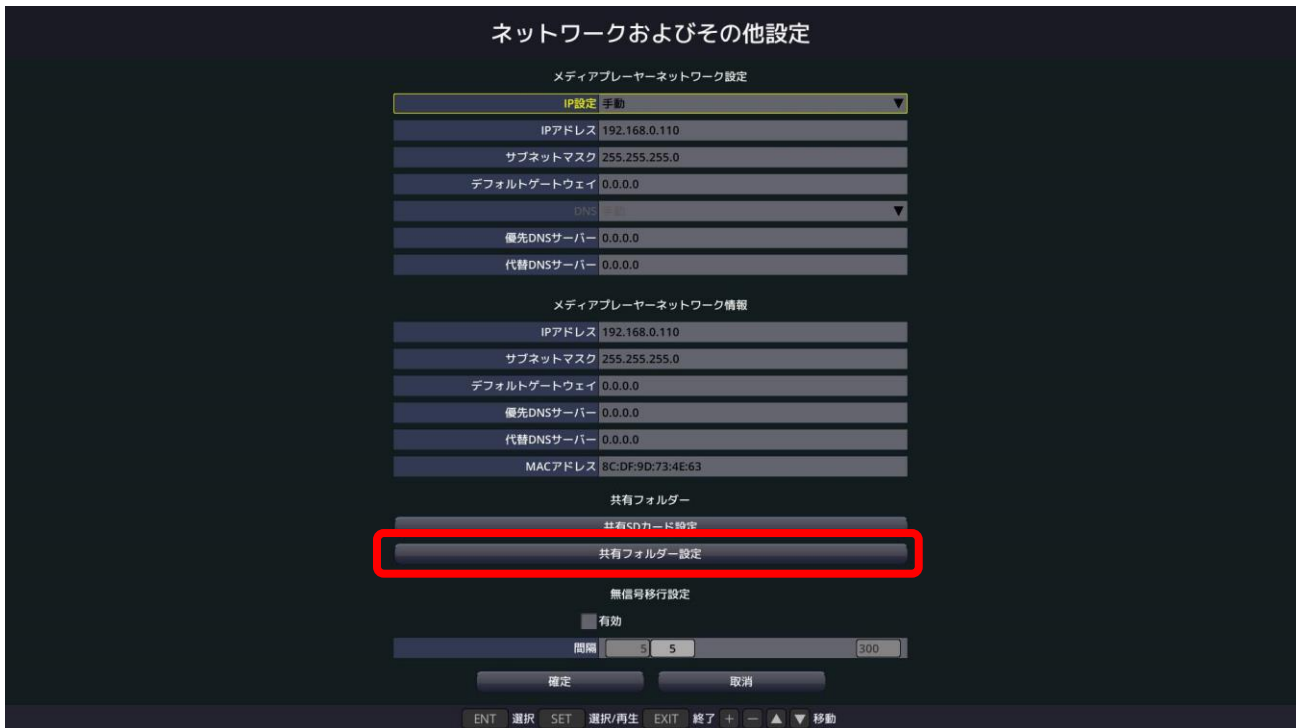 ネットワークおよびその他設定
メディアプレーヤーネットワーク設定
IP設定 手動 ▼
IPアドレス 192.168.0.110
サブネットマスク 255.255.255.0
デフォルトゲートウェイ 0.0.0.0
DNS 手動 ▼
優先DNSサーバー 0.0.0.0
代替DNSサーバー 0.0.0.0
メディアプレーヤーネットワーク情報
IPアドレス 192.168.0.110
サブネットマスク 255.255.255.0
デフォルトゲートウェイ 0.0.0.0
優先DNSサーバー 0.0.0.0
代替DNSサーバー 0.0.0.0
MACアドレス 8C:DF:9D:73:4E:63
共有フォルダー
共有SDカード設定
共有フォルダー設定
無信号移行設定
有効
間隔 5 5 300
確定 取消
ENT 選択 SET 選択/再生 EXIT 終了 + － ▲ ▼ 移動